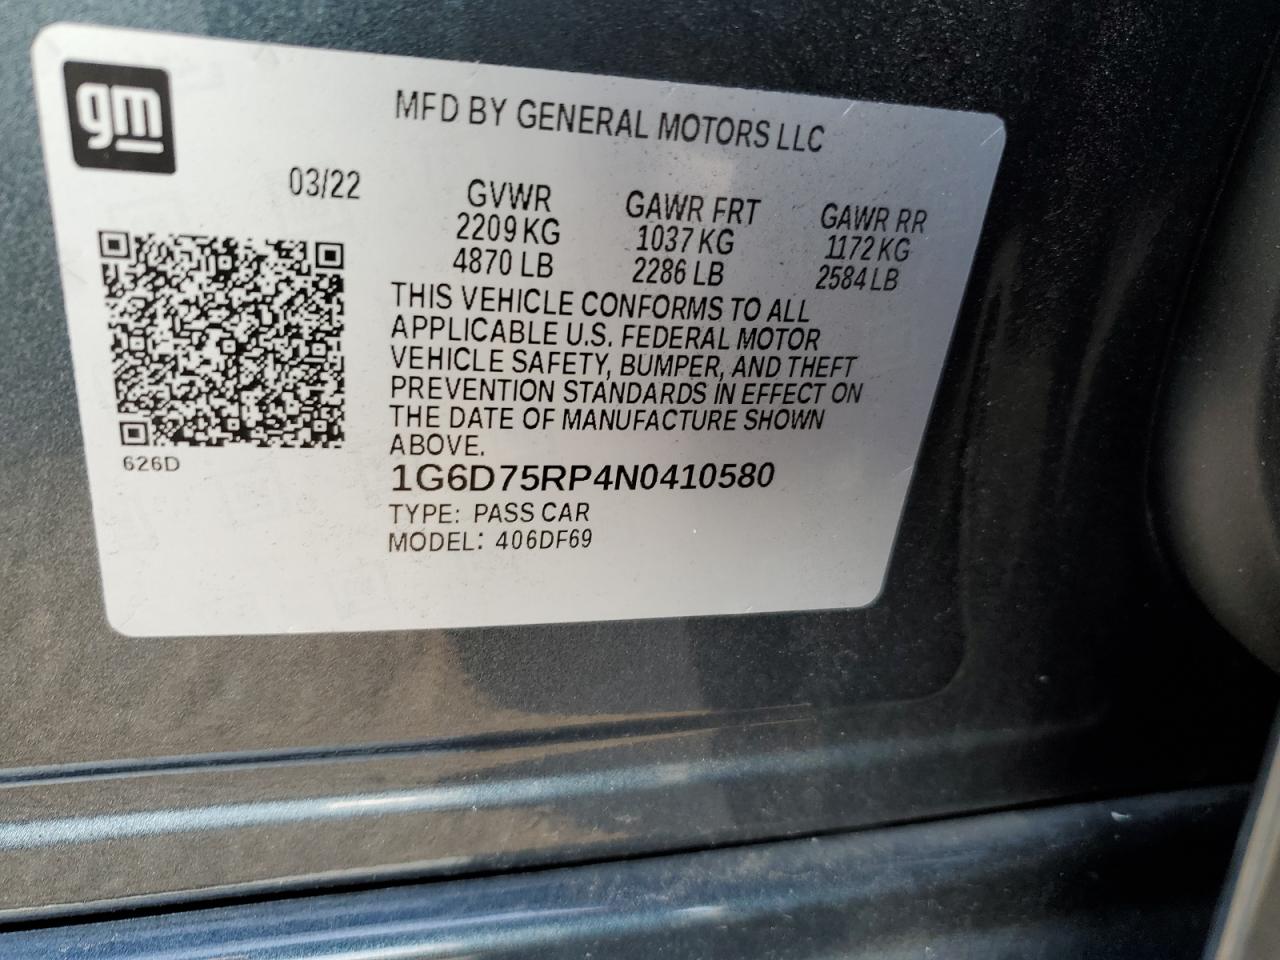 gm
MFD BY GENERAL MOTORS LLC
03/22
GVWR GAWR FRT GAWR RR
2209 KG 1037 KG 1172 KG
4870 LB 2286 LB 2584 LB
THIS VEHICLE CONFORMS TO ALL
APPLICABLE U.S. FEDERAL MOTOR
VEHICLE SAFETY, BUMPER, AND THEFT
PREVENTION STANDARDS IN EFFECT ON
THE DATE OF MANUFACTURE SHOWN
ABOVE.
626D
1G6D75RP4N0410580
TYPE: PASS CAR
MODEL: 406DF69